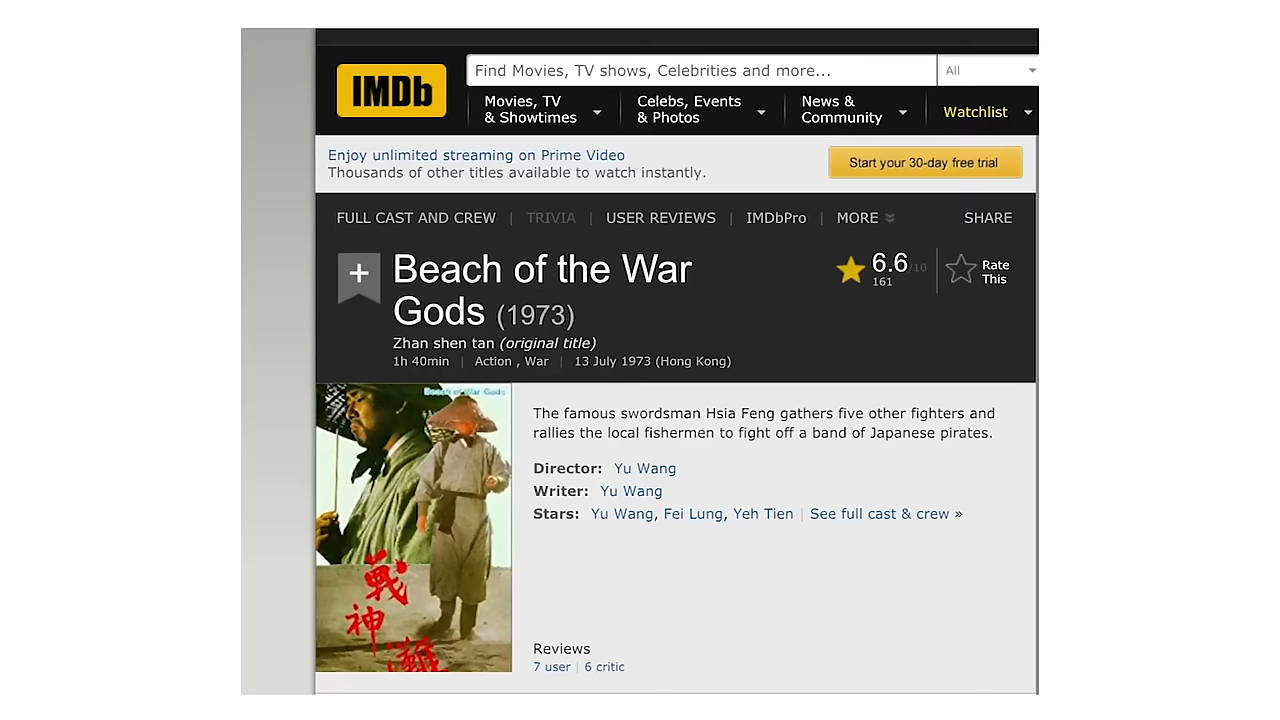 IMDb
Find Movies, TV shows, Celebrities and more...
All
Movies, TV
& Showtimes
Celebs, Events
& Photos
News &
Community
Watchlist
Enjoy unlimited streaming on Prime Video
Thousands of other titles available to watch instantly.
Start your 30-day free trial
FULL CAST AND CREW | TRIVIA | USER REVIEWS | IMDbPro | MORE
SHARE
+
Beach of the War
Gods (1973)
6.6/10
161
Rate
This
Zhan shen tan (original title)
1h 40min | Action , War | 13 July 1973 (Hong Kong)
Beach of War Gods
戰
神
灘
The famous swordsman Hsia Feng gathers five other fighters and
rallies the local fishermen to fight off a band of Japanese pirates.
Director: Yu Wang
Writer: Yu Wang
Stars: Yu Wang, Fei Lung, Yeh Tien | See full cast & crew »
Reviews
7 user | 6 critic